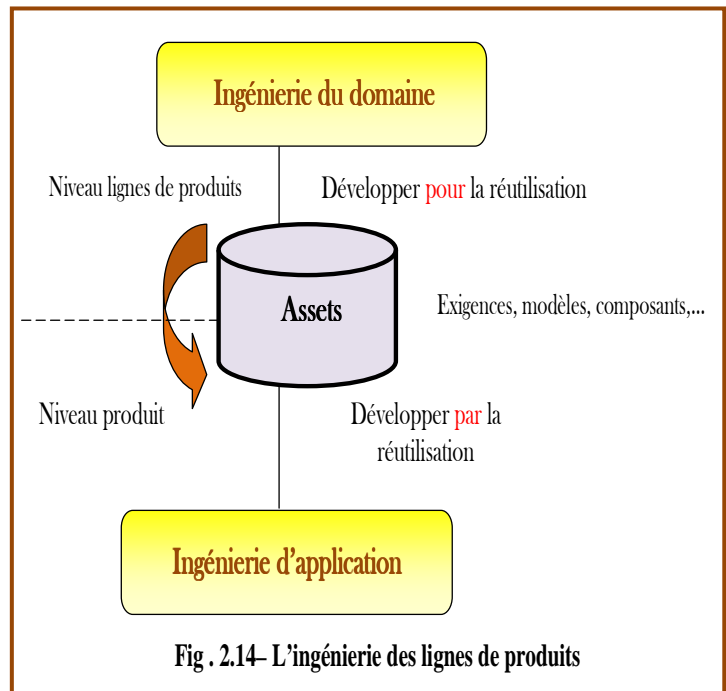 Ingénierie du domaine
Niveau lignes de produits
Développer pour la réutilisation
Assets
Exigences, modèles, composants,...
Niveau produit
Développer par la
réutilisation
Ingénierie d'application
Fig . 2.14– L'ingénierie des lignes de produits